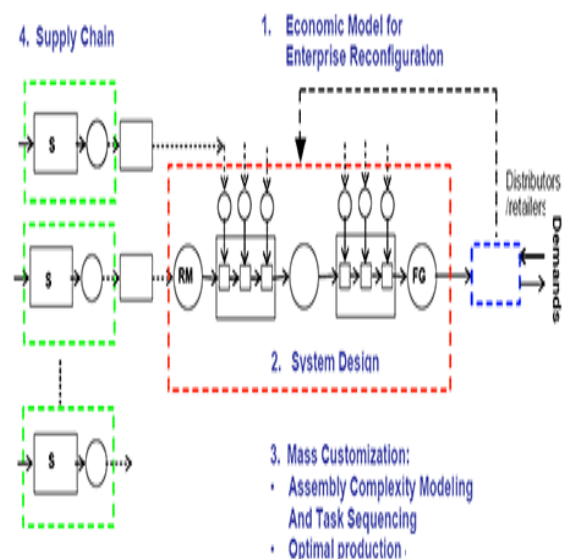 4. Supply Chain
1. Economic Model for
Enterprise Reconfiguration
S
Distributors
/retailers
Demands
S
RM
FG
2. System Design
S
3. Mass Customization:
• Assembly Complexity Modeling
And Task Sequencing
• Optimal production